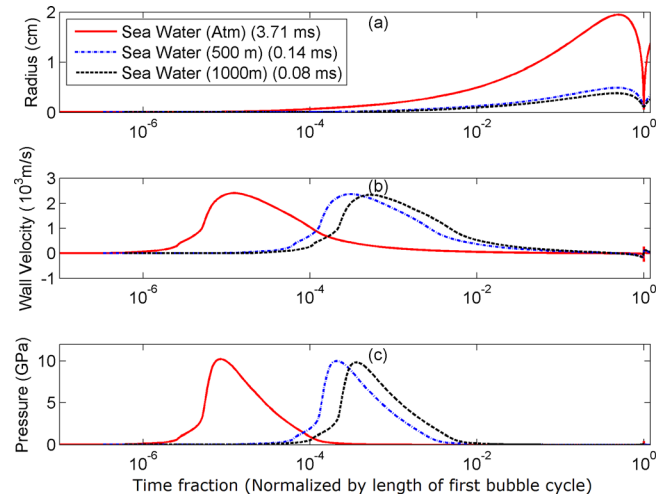 (a)
Sea Water (Atm) (3.71 ms)
Sea Water (500 m) (0.14 ms)
Sea Water (1000m) (0.08 ms)
Radius (cm)
2
1
0
10^-6 10^-4 10^-2 10^0
(b)
Wall Velocity (10^3m/s)
3
2
1
0
-1
10^-6 10^-4 10^-2 10^0
(c)
Pressure (GPa)
10
5
0
10^-6 10^-4 10^-2 10^0
Time fraction (Normalized by length of first bubble cycle)